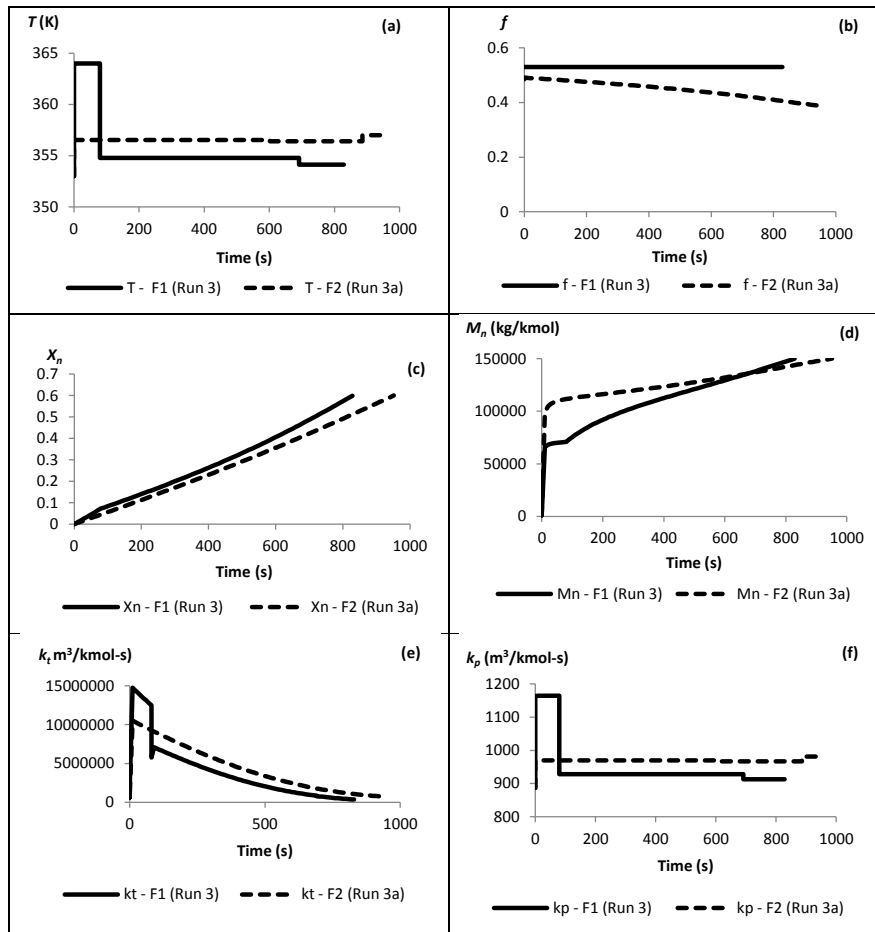 T (K)
(a)
365
360
355
350
0 200 400 600 800 1000
Time (s)
T - F1 (Run 3) T - F2 (Run 3a)
f
(b)
0.6
0.4
0.2
0
0 200 400 600 800 1000
Time (s)
f - F1 (Run 3) f - F2 (Run 3a)
Xn
(c)
0.7
0.6
0.5
0.4
0.3
0.2
0.1
0
0 200 400 600 800 1000
Time (s)
Xn - F1 (Run 3) Xn - F2 (Run 3a)
Mn (kg/kmol)
(d)
150000
100000
50000
0
0 200 400 600 800 1000
Time (s)
Mn - F1 (Run 3) Mn - F2 (Run 3a)
kt m³/kmol-s)
(e)
15000000
10000000
5000000
0
0 500 1000
Time (s)
kt - F1 (Run 3) kt - F2 (Run 3a)
kp (m³/kmol-s)
(f)
1200
1100
1000
900
800
0 200 400 600 800 1000
Time (s)
kp - F1 (Run 3) kp - F2 (Run 3a)